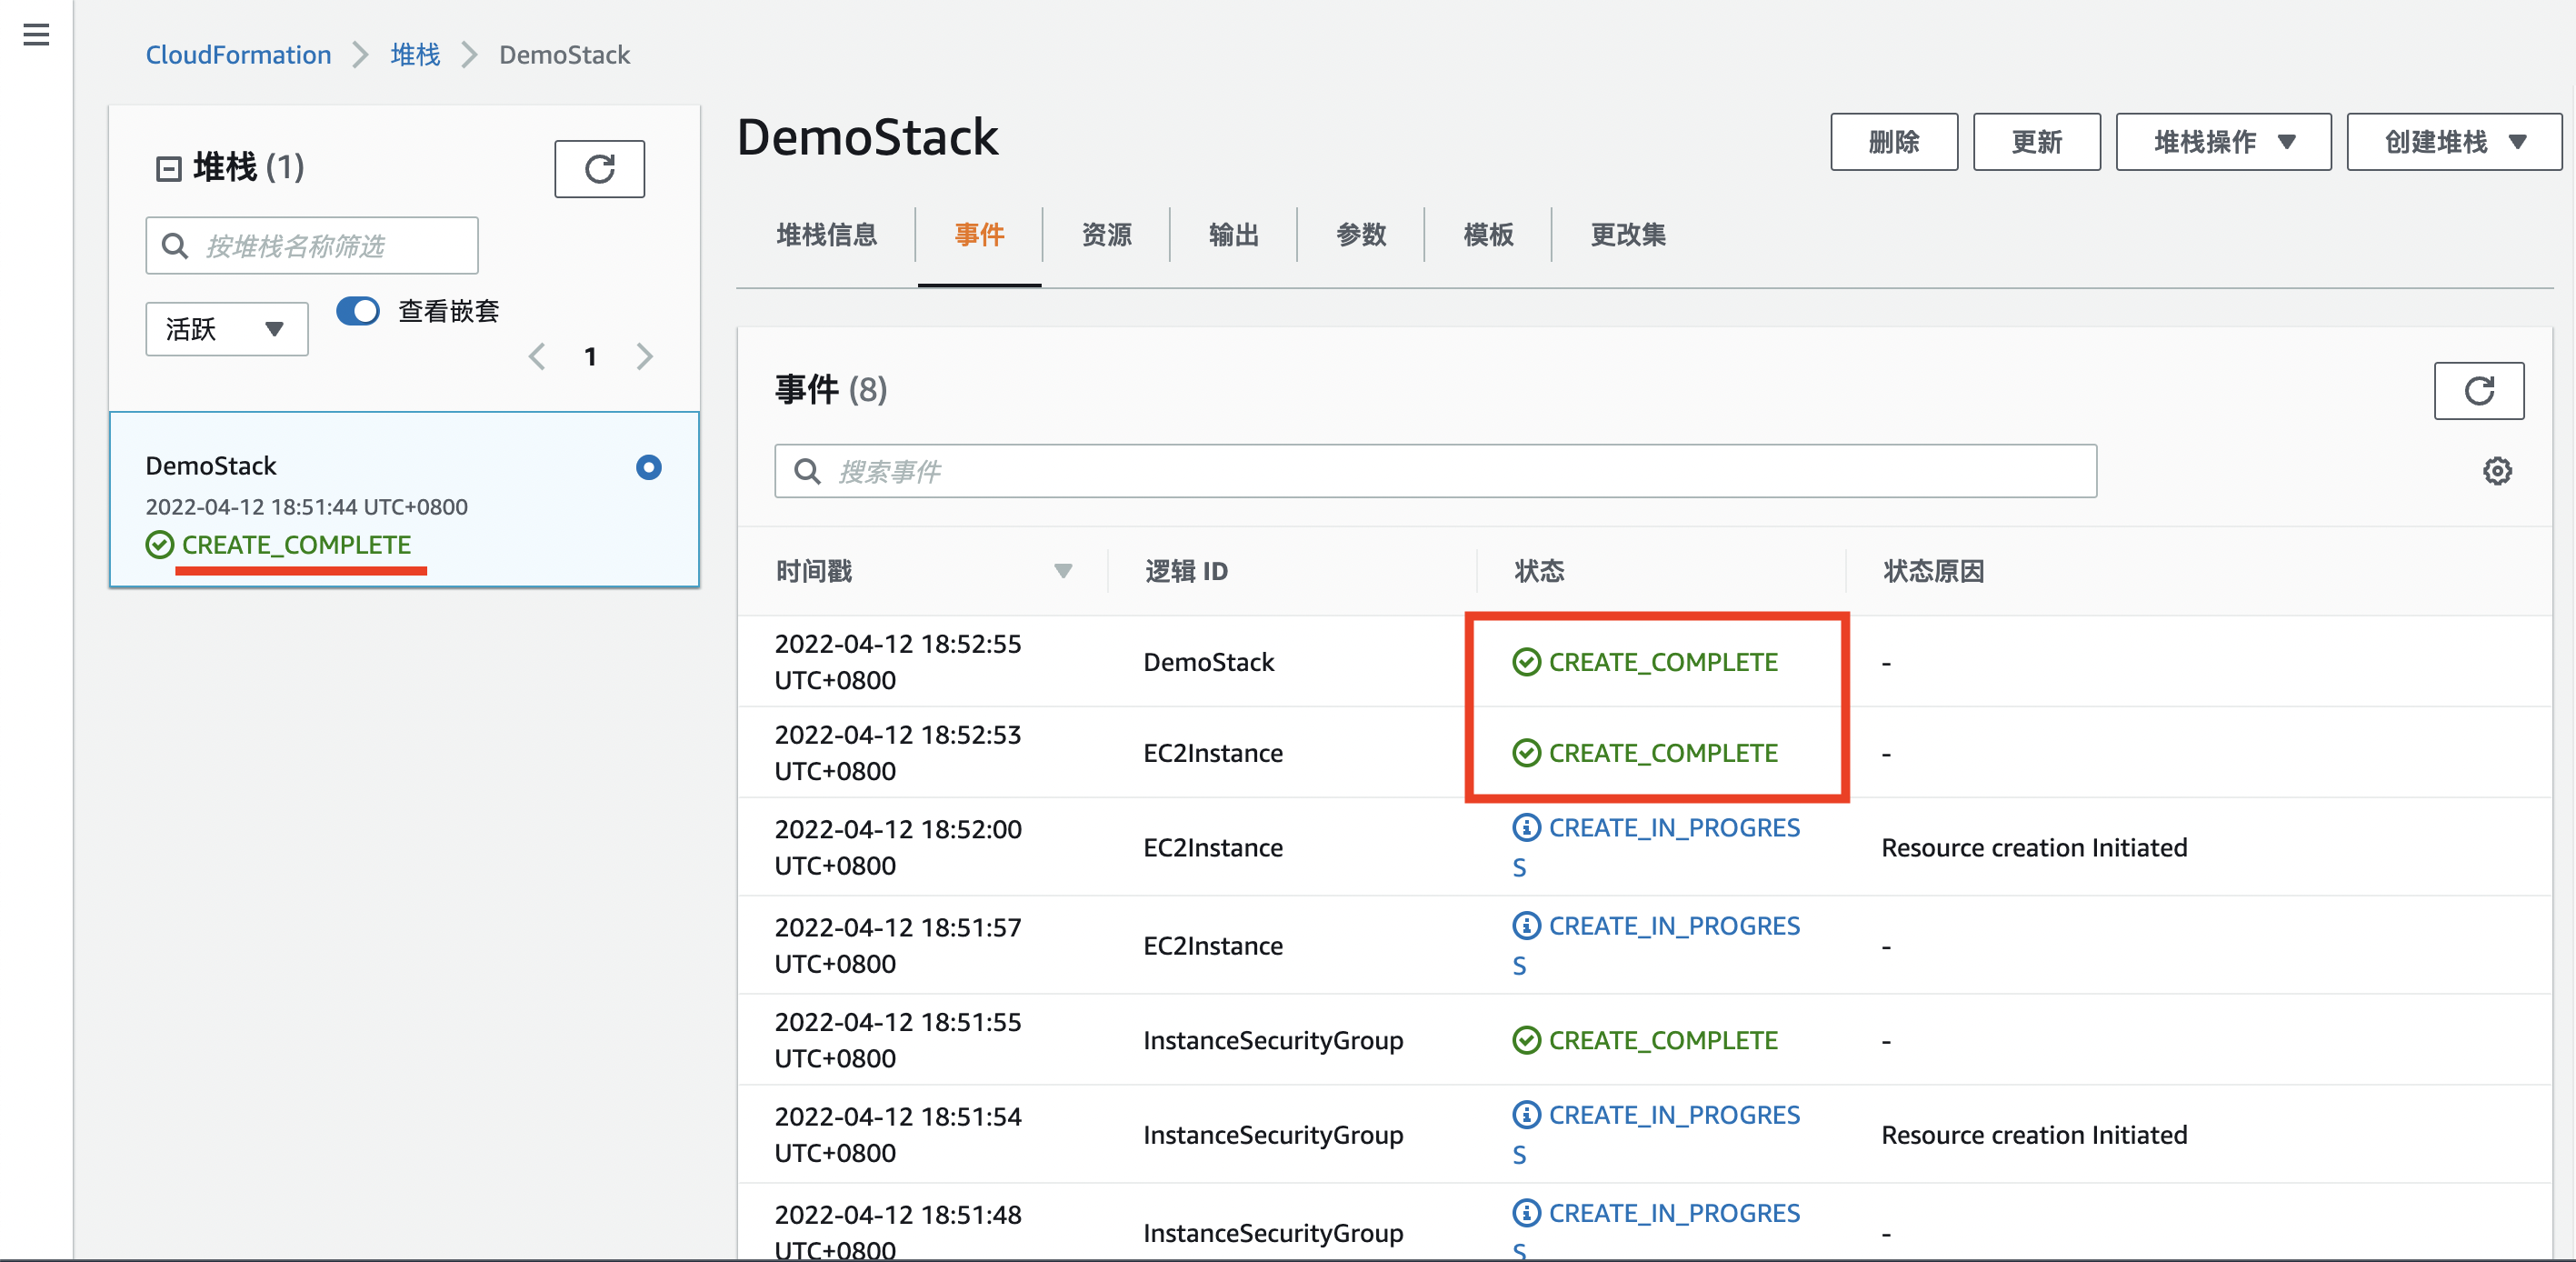 CloudFormation > 堆栈 > DemoStack
堆栈 (1)
按堆栈名称筛选
活跃
查看嵌套
1
DemoStack
2022-04-12 18:51:44 UTC+0800
CREATE_COMPLETE
DemoStack
删除
更新
堆栈操作
创建堆栈
堆栈信息
事件
资源
输出
参数
模板
更改集
事件 (8)
搜索事件
时间戳 逻辑 ID 状态 状态原因
2022-04-12 18:52:55
UTC+0800
DemoStack
CREATE_COMPLETE
-
2022-04-12 18:52:53
UTC+0800
EC2Instance
CREATE_COMPLETE
-
2022-04-12 18:52:00
UTC+0800
EC2Instance
CREATE_IN_PROGRES
S
Resource creation Initiated
2022-04-12 18:51:57
UTC+0800
EC2Instance
CREATE_IN_PROGRES
S
-
2022-04-12 18:51:55
UTC+0800
InstanceSecurityGroup
CREATE_COMPLETE
-
2022-04-12 18:51:54
UTC+0800
InstanceSecurityGroup
CREATE_IN_PROGRES
S
Resource creation Initiated
2022-04-12 18:51:48
UTC+0800
InstanceSecurityGroup
CREATE_IN_PROGRES
S
-